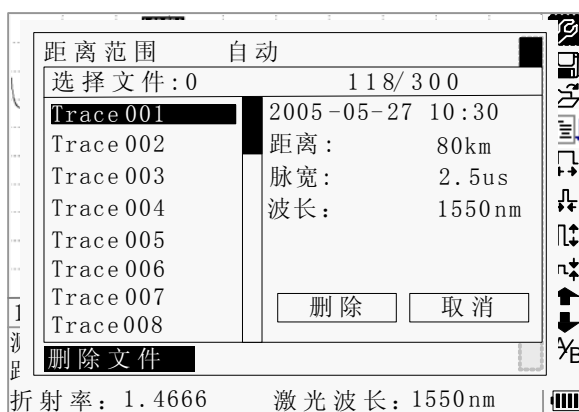 距离范围 自动
选择文件:0 118/300
Trace001
Trace002
Trace003
Trace004
Trace005
Trace006
Trace007
Trace008
2005-05-27 10:30
距离: 80km
脉宽: 2.5us
波长: 1550nm
删除 取消
删除文件
折射率: 1.4666 激光波长: 1550nm